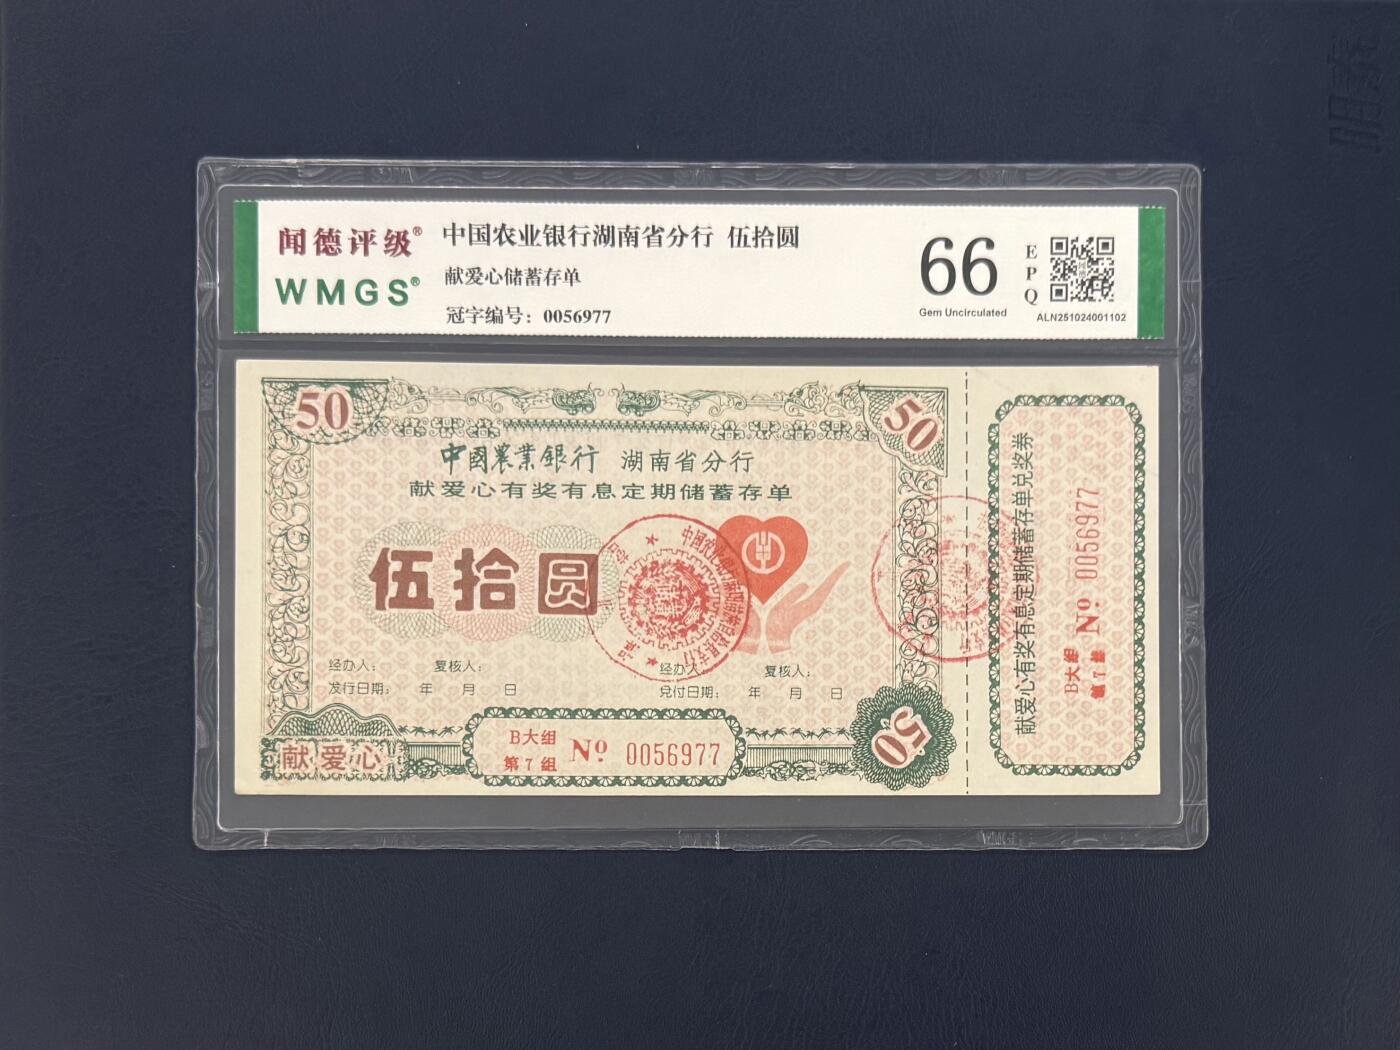 闻德评级®
WMGS®
中国农业银行湖南省分行 伍拾圆
献爱心储蓄存单
冠字编号：0056977
66
EPQ
Gem Uncirculated
ALN251024001102
50
50
中國農業銀行 湖南省分行
献爱心有奖有息定期储蓄存单
伍拾圆
经办人： 复核人： 经办人： 复核人：
发行日期： 年 月 日 兑付日期： 年 月 日
献爱心
B大组
第7组
№ 0056977
50
献爱心有奖有息定期储蓄存单兑奖券
B大组
第7组
№ 0056977